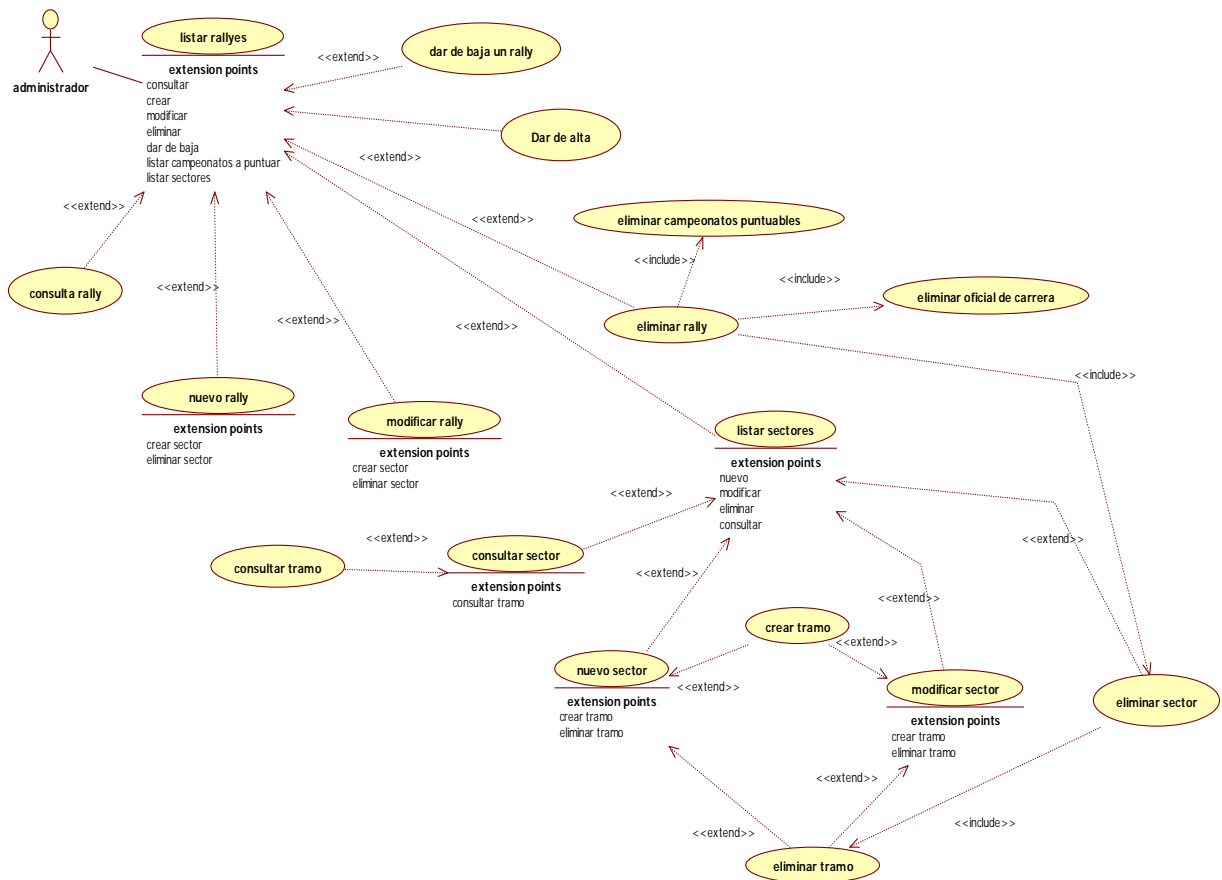 listar rallyes
extension points
consultar
crear
modificar
eliminar
dar de baja
listar campeonatos a puntuar
listar sectores
administrador
<<extend>>
dar de baja un rally
Dar de alta
<<extend>>
<<extend>>
consulta rally
<<extend>>
eliminar campeonatos puntuables
<<include>>
<<include>>
eliminar oficial de carrera
eliminar rally
<<extend>>
<<extend>>
<<extend>>
<<include>>
nuevo rally
extension points
crear sector
eliminar sector
modificar rally
extension points
crear sector
eliminar sector
listar sectores
extension points
nuevo
modificar
eliminar
consultar
<<extend>>
<<extend>>
consultar tramo
consultar sector
extension points
consultar tramo
<<extend>>
<<extend>>
<<extend>>
crear tramo
<<extend>>
nuevo sector
extension points
crear tramo
eliminar tramo
<<extend>>
modificar sector
extension points
crear tramo
eliminar tramo
eliminar sector
<<extend>>
<<extend>>
<<include>>
eliminar tramo